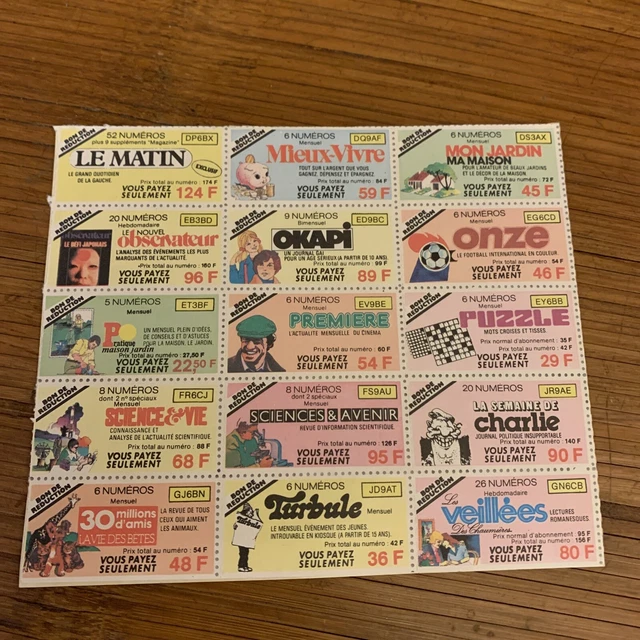 BON DE RÉDUCTION
52 NUMÉROS
plus 9 suppléments "Magazine"
DP6BX
LE MATIN
EXCLUSIF
LE GRAND QUOTIDIEN
DE LA GAUCHE.
Prix total au numéro : 174 F
VOUS PAYEZ
SEULEMENT 124 F
BON DE RÉDUCTION
6 NUMÉROS
Mensuel
DQ9AF
Mieux-Vivre
TOUT SUR L'ARGENT QUE VOUS
GAGNEZ, DÉPENSEZ ET ÉPARGNEZ
Prix total au numéro : 84 F
VOUS PAYEZ
SEULEMENT 59 F
BON DE RÉDUCTION
6 NUMÉROS
Mensuel
DS3AX
MON JARDIN
MA MAISON
POUR L'AMATEUR DE BEAUX JARDINS
ET LE DÉCOR DE LA MAISON
Prix total au numéro : 72 F
VOUS PAYEZ
SEULEMENT 45 F
BON DE RÉDUCTION
20 NUMÉROS
Hebdomadaire
EB3BD
LE NOUVEL
observateur
observateur
LE DÉFI JAPONAIS
L'ANALYSE DES ÉVÉNEMENTS LES PLUS
MARQUANTS DE L'ACTUALITÉ
Prix total au numéro : 160 F
VOUS PAYEZ
SEULEMENT 96 F
BON DE RÉDUCTION
9 NUMÉROS
Bimensuel
ED9BC
OKAPI
UN JOURNAL GAI
POUR UN ÂGE SÉRIEUX (A PARTIR DE 10 ANS)
Prix total au numéro : 99 F
VOUS PAYEZ
SEULEMENT 89 F
BON DE RÉDUCTION
6 NUMÉROS
Mensuel
EG6CD
onze
LE FOOTBALL INTERNATIONAL EN COULEUR
Prix total au numéro : 54 F
VOUS PAYEZ
SEULEMENT 46 F
BON DE RÉDUCTION
5 NUMÉROS
Mensuel
ET3BF
Pratique
maison jardin
UN MENSUEL PLEIN D'IDÉES,
DE CONSEILS ET D'ASTUCES
POUR LA MAISON, LE JARDIN.
Prix total au numéro : 27,50 F
VOUS PAYEZ
SEULEMENT 22,50 F
BON DE RÉDUCTION
6 NUMÉROS
Mensuel
EV9BE
PREMIERE
L'ACTUALITÉ MENSUELLE DU CINÉMA
Prix total au numéro : 60 F
VOUS PAYEZ
SEULEMENT 54 F
BON DE RÉDUCTION
6 NUMÉROS
Mensuel
EY6BB
PUZZLE
MOTS CROISÉS ET TISSÉS
Prix normal d'abonnement : 35 F
Prix total au numéro : 42 F
VOUS PAYEZ
SEULEMENT 29 F
BON DE RÉDUCTION
8 NUMÉROS
dont 2 nos spéciaux
Mensuel
FR6CJ
SCIENCE & VIE
CONNAISSANCE ET
ANALYSE DE L'ACTUALITÉ SCIENTIFIQUE.
Prix total au numéro : 88 F
VOUS PAYEZ
SEULEMENT 68 F
BON DE RÉDUCTION
8 NUMÉROS
dont 2 spéciaux
Mensuel
FS9AU
SCIENCES & AVENIR
REVUE D'INFORMATION SCIENTIFIQUE.
Prix total au numéro : 126 F
VOUS PAYEZ
SEULEMENT 95 F
BON DE RÉDUCTION
20 NUMÉROS
JR9AE
LA SEMAINE DE
charlie
JOURNAL POLITIQUE INSUPPORTABLE
Prix total au numéro : 140 F
VOUS PAYEZ
SEULEMENT 90 F
BON DE RÉDUCTION
6 NUMÉROS
Mensuel
GJ6BN
30 millions
d'amis
LA VIE DES BETES
LA REVUE DE TOUS
CEUX QUI AIMENT
LES ANIMAUX.
Prix total au numéro : 54 F
VOUS PAYEZ
SEULEMENT 48 F
BON DE RÉDUCTION
6 NUMÉROS
Mensuel
JD9AT
Turbule
LE MENSUEL ÉVÉNEMENT DES JEUNES
INTROUVABLE EN KIOSQUE (A PARTIR DE 15 ANS).
Prix total au numéro : 42 F
VOUS PAYEZ
SEULEMENT 36 F
BON DE RÉDUCTION
26 NUMÉROS
Hebdomadaire
GN6CB
Les
veillées
Des Chaumières
LECTURES
ROMANESQUES.
Prix normal d'abonnement : 95 F
Prix total au numéro : 156 F
VOUS PAYEZ
SEULEMENT 80 F